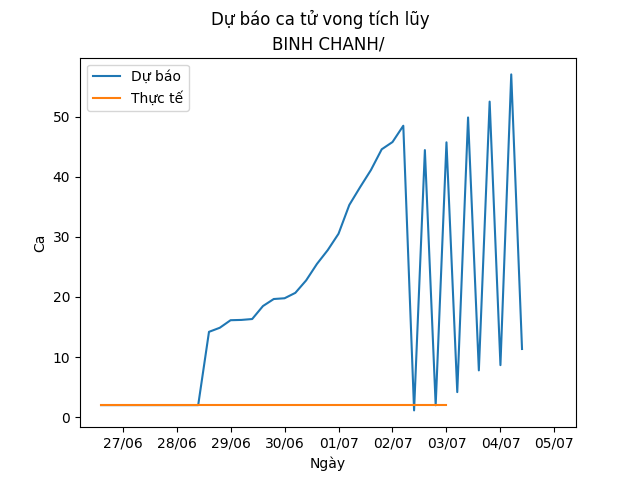 Dự báo ca tử vong tích lũy
BINH CHANH/
Dự báo
Thực tế
Ca
50
40
30
20
10
0
27/06 28/06 29/06 30/06 01/07 02/07 03/07 04/07 05/07
Ngày